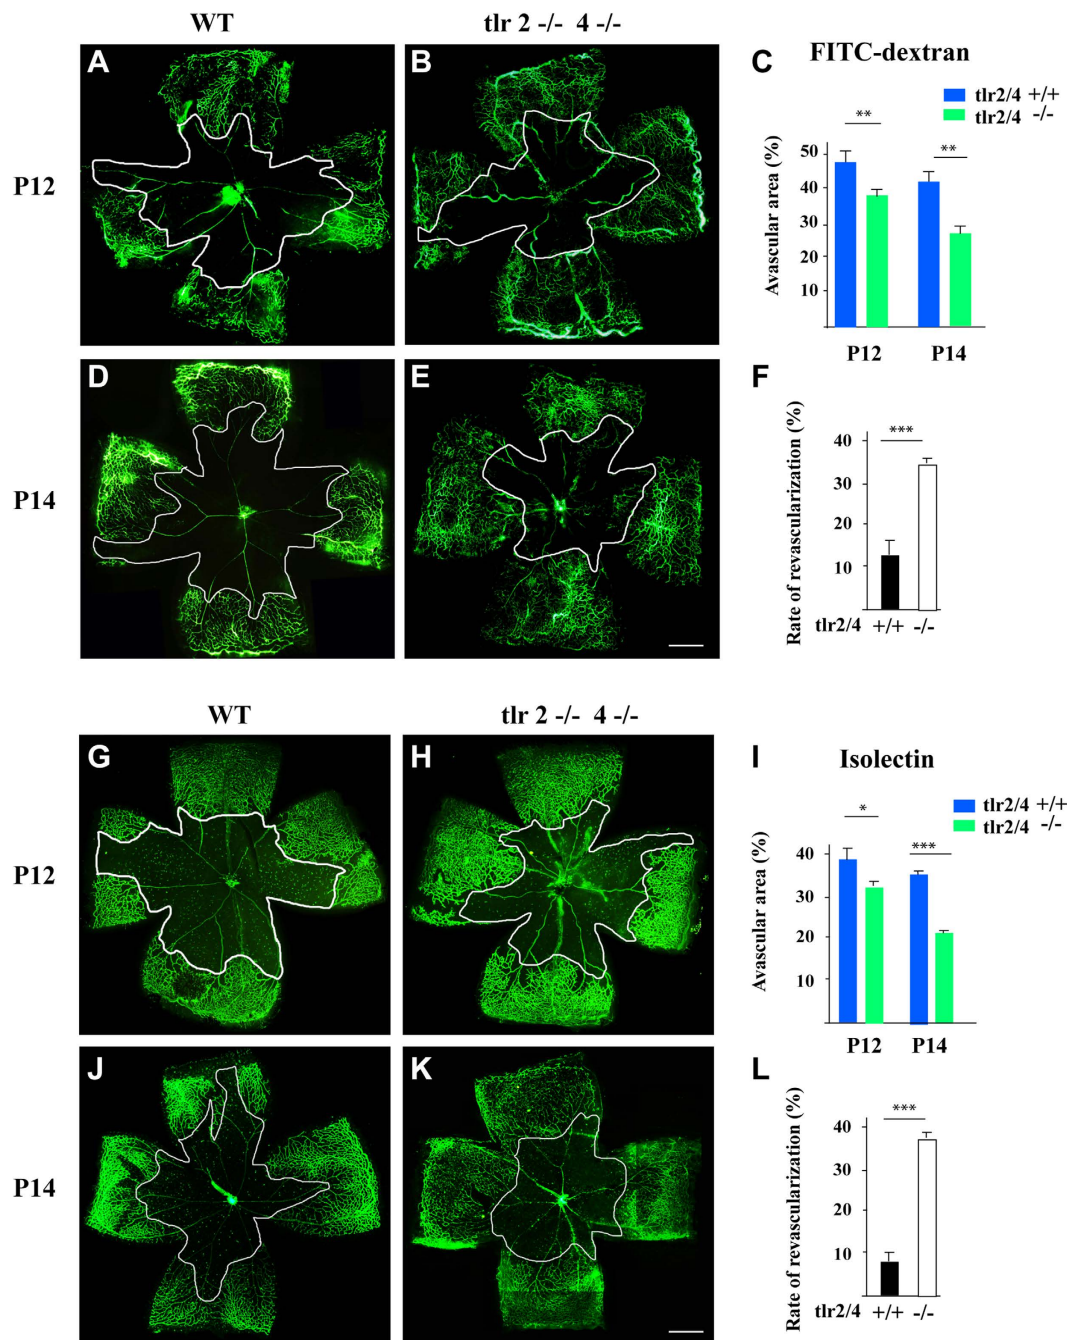 WT
tlr 2 -/- 4 -/-
P12
A
B
C
FITC-dextran
tlr2/4 +/+
tlr2/4 -/-
**
**
Avascular area (%)
50
40
30
20
10
P12
P14
P14
D
E
F
***
Rate of revascularization (%)
40
30
20
10
tlr2/4 +/+ -/-
WT
tlr 2 -/- 4 -/-
P12
G
H
I
Isolectin
tlr2/4 +/+
tlr2/4 -/-
*
***
Avascular area (%)
40
30
20
10
P12
P14
P14
J
K
L
***
Rate of revascularization (%)
40
30
20
10
tlr2/4 +/+ -/-